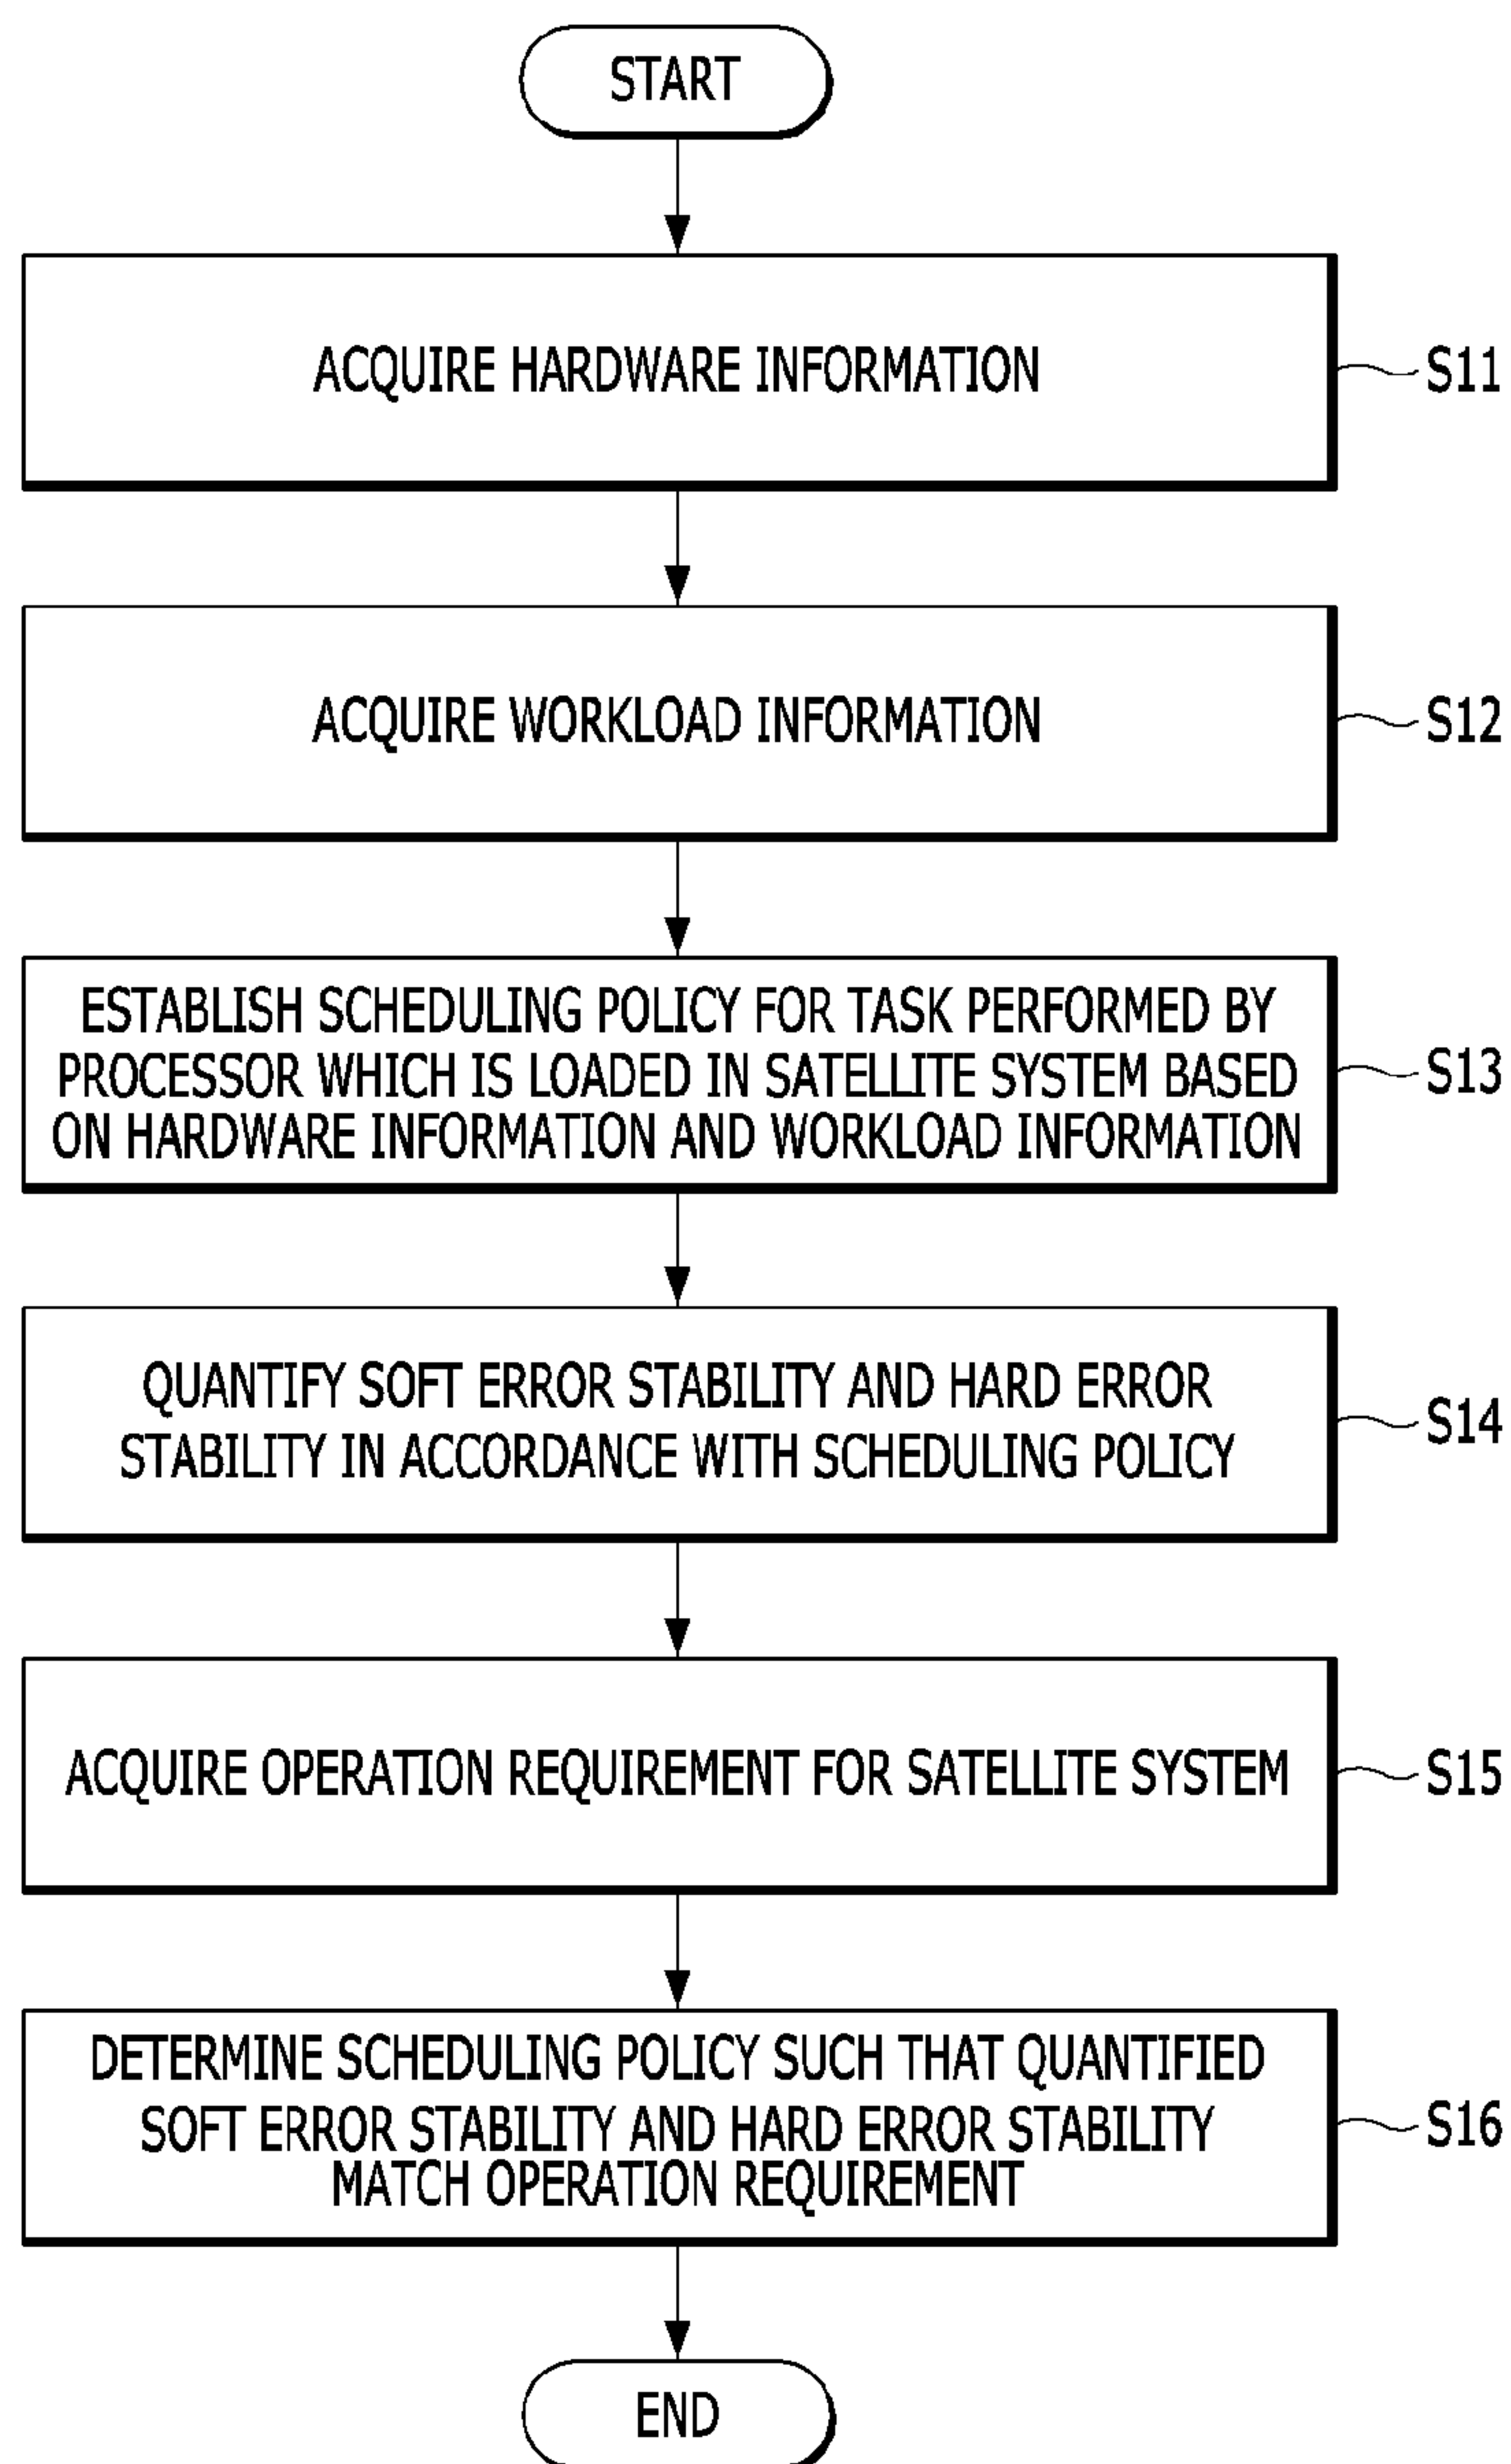 START
ACQUIRE HARDWARE INFORMATION
S11
ACQUIRE WORKLOAD INFORMATION
S12
ESTABLISH SCHEDULING POLICY FOR TASK PERFORMED BY
PROCESSOR WHICH IS LOADED IN SATELLITE SYSTEM BASED
ON HARDWARE INFORMATION AND WORKLOAD INFORMATION
S13
QUANTIFY SOFT ERROR STABILITY AND HARD ERROR
STABILITY IN ACCORDANCE WITH SCHEDULING POLICY
S14
ACQUIRE OPERATION REQUIREMENT FOR SATELLITE SYSTEM
S15
DETERMINE SCHEDULING POLICY SUCH THAT QUANTIFIED
SOFT ERROR STABILITY AND HARD ERROR STABILITY
MATCH OPERATION REQUIREMENT
S16
END